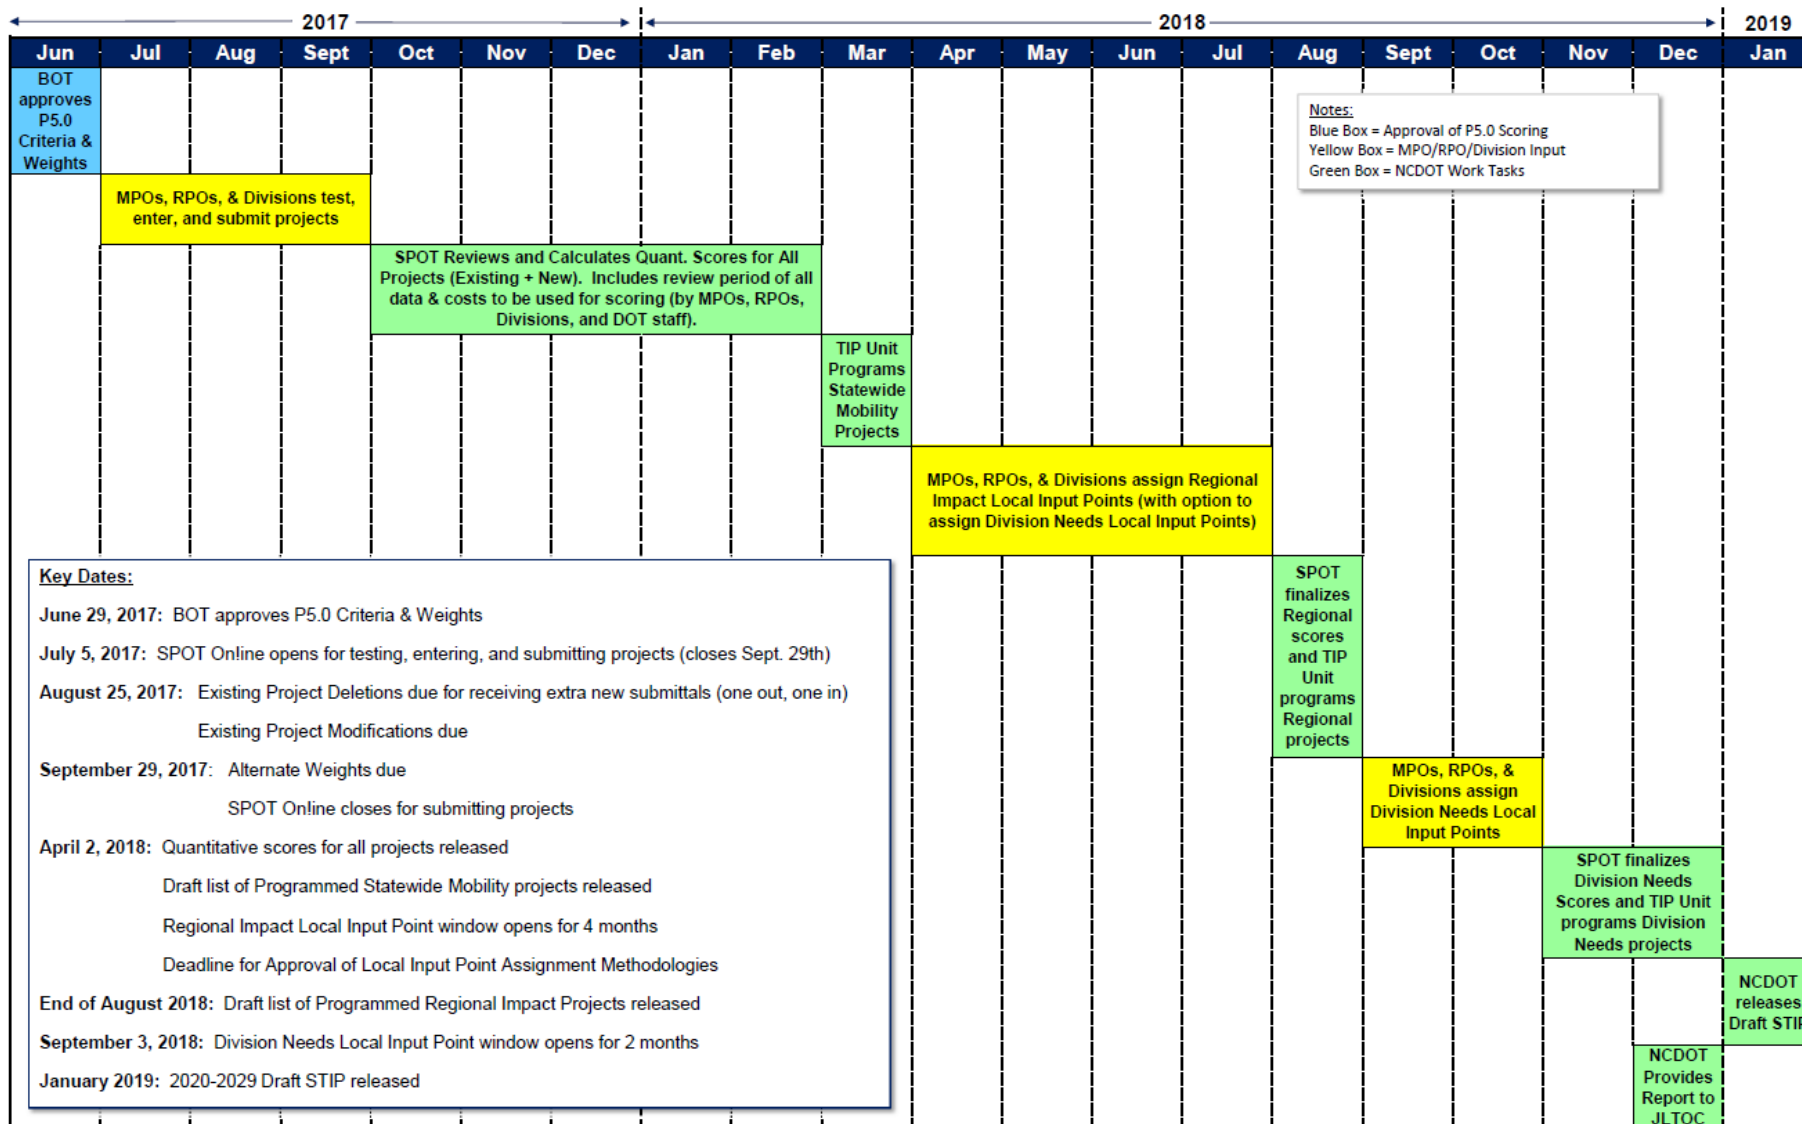 2017 2018 2019
Jun Jul Aug Sept Oct Nov Dec Jan Feb Mar Apr May Jun Jul Aug Sept Oct Nov Dec Jan
BOT
approves
P5.0
Criteria &
Weights
Notes:
Blue Box = Approval of P5.0 Scoring
Yellow Box = MPO/RPO/Division Input
Green Box = NCDOT Work Tasks
MPOs, RPOs, & Divisions test,
enter, and submit projects
SPOT Reviews and Calculates Quant. Scores for All
Projects (Existing + New). Includes review period of all
data & costs to be used for scoring (by MPOs, RPOs,
Divisions, and DOT staff).
TIP Unit
Programs
Statewide
Mobility
Projects
MPOs, RPOs, & Divisions assign Regional
Impact Local Input Points (with option to
assign Division Needs Local Input Points)
SPOT
finalizes
Regional
scores
and TIP
Unit
programs
Regional
projects
MPOs, RPOs, &
Divisions assign
Division Needs Local
Input Points
SPOT finalizes
Division Needs
Scores and TIP Unit
programs Division
Needs projects
NCDOT
releases
Draft STIP
NCDOT
Provides
Report to
JLTOC
Key Dates:
June 29, 2017: BOT approves P5.0 Criteria & Weights
July 5, 2017: SPOT On!ine opens for testing, entering, and submitting projects (closes Sept. 29th)
August 25, 2017: Existing Project Deletions due for receiving extra new submittals (one out, one in)
Existing Project Modifications due
September 29, 2017: Alternate Weights due
SPOT On!ine closes for submitting projects
April 2, 2018: Quantitative scores for all projects released
Draft list of Programmed Statewide Mobility projects released
Regional Impact Local Input Point window opens for 4 months
Deadline for Approval of Local Input Point Assignment Methodologies
End of August 2018: Draft list of Programmed Regional Impact Projects released
September 3, 2018: Division Needs Local Input Point window opens for 2 months
January 2019: 2020-2029 Draft STIP released